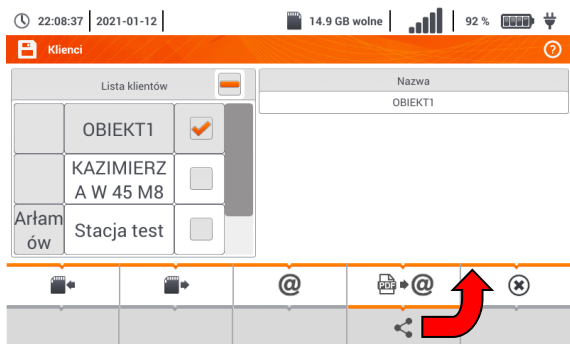 22:08:37 2021-01-12 14.9 GB wolne 92 %
Klienci ?
Lista klientów
Nazwa
OBIEKT1
OBIEKT1
KAZIMIERZ
A W 45 M8
Arłam
ów
Stacja test
@ PDF @